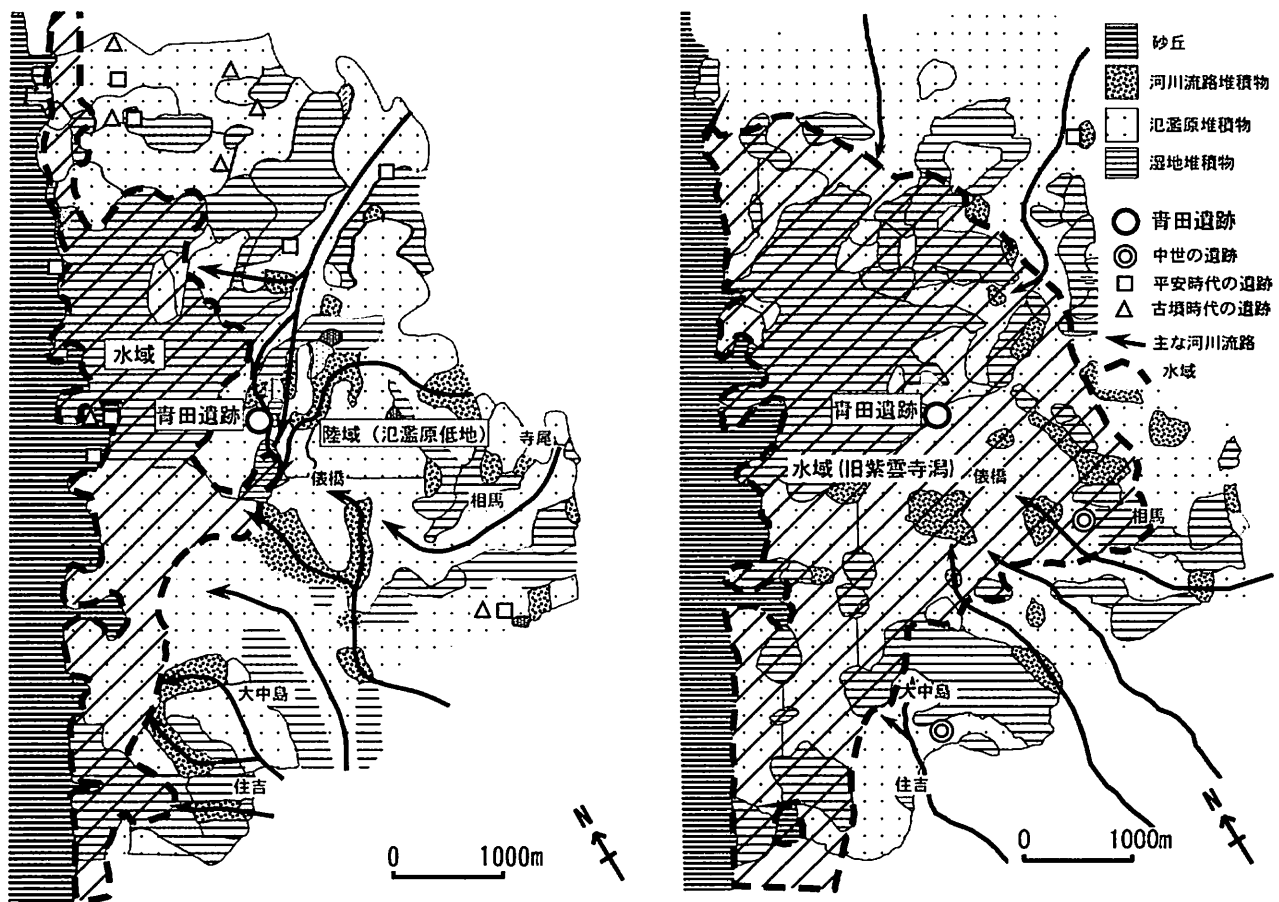 水域
青田遺跡
陸域（氾濫原低地）
寺尾
俵橋
相馬
大中島
住吉
N
0 1000m
砂丘
河川流路堆積物
氾濫原堆積物
湿地堆積物
青田遺跡
中世の遺跡
平安時代の遺跡
古墳時代の遺跡
主な河川流路
水域
青田遺跡
水域（旧紫雲寺潟）
俵橋
相馬
大中島
住吉
N
0 1000m